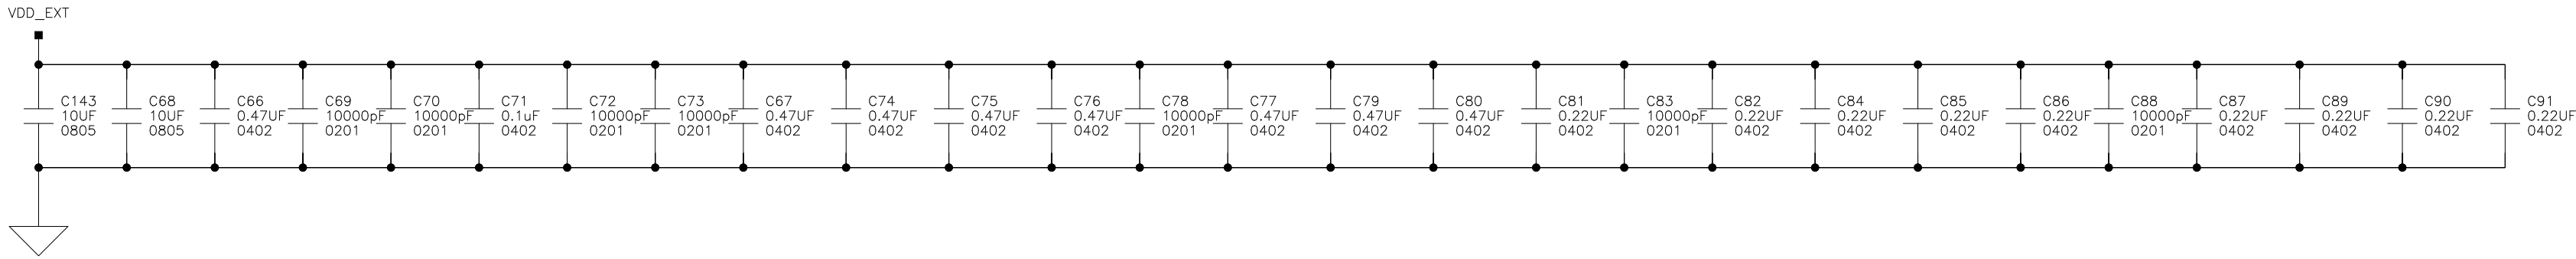 VDD_EXT
C143
10UF
0805
C68
10UF
0805
C66
0.47UF
0402
C69
10000pF
0201
C70
10000pF
0201
C71
0.1uF
0402
C72
10000pF
0201
C73
10000pF
0201
C67
0.47UF
0402
C74
0.47UF
0402
C75
0.47UF
0402
C76
0.47UF
0402
C78
10000pF
0201
C77
0.47UF
0402
C79
0.47UF
0402
C80
0.47UF
0402
C81
0.22UF
0402
C83
10000pF
0201
C82
0.22UF
0402
C84
0.22UF
0402
C85
0.22UF
0402
C86
0.22UF
0402
C88
10000pF
0201
C87
0.22UF
0402
C89
0.22UF
0402
C90
0.22UF
0402
C91
0.22UF
0402